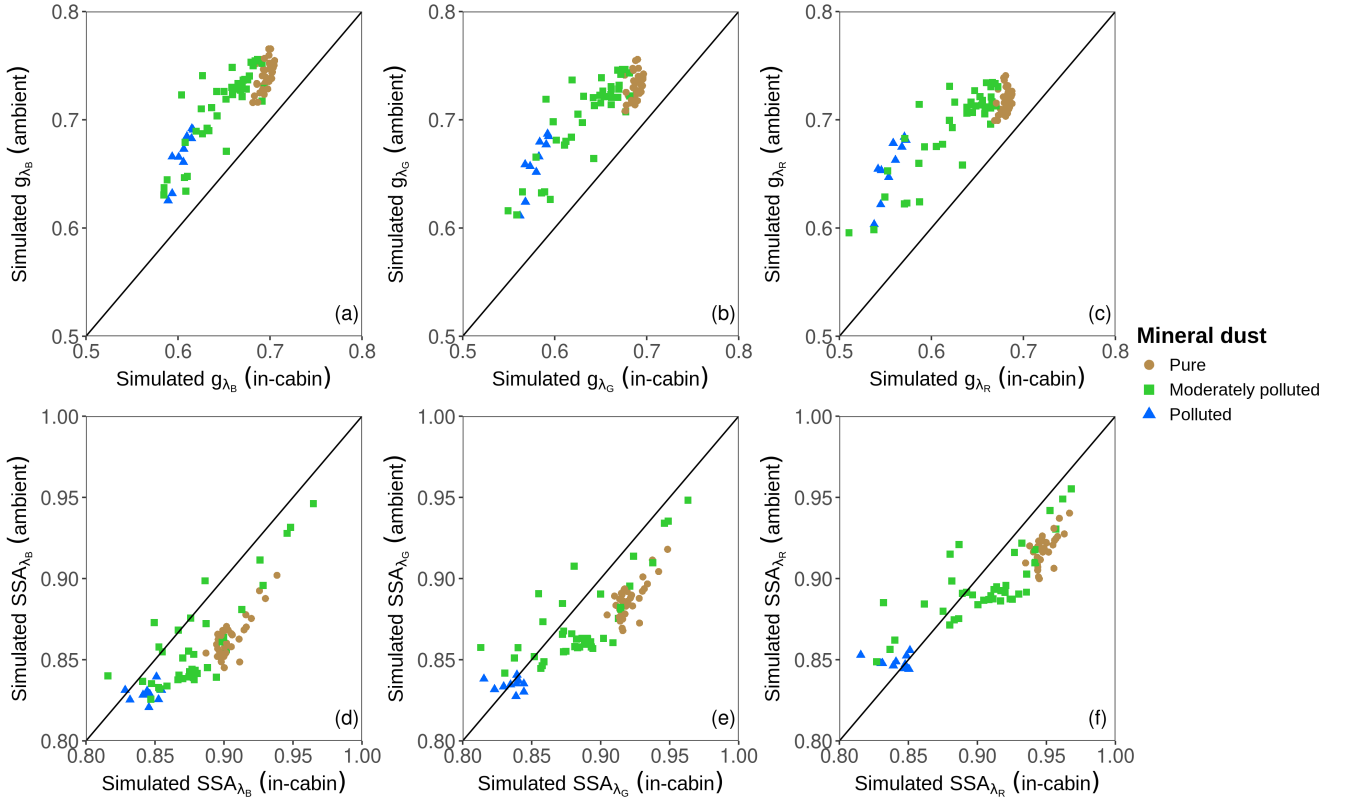 0.8
0.7
0.6
0.5
0.5 0.6 0.7 0.8
Simulated gλB (ambient)
Simulated gλB (in-cabin)
(a)
0.8
0.7
0.6
0.5
0.5 0.6 0.7 0.8
Simulated gλG (ambient)
Simulated gλG (in-cabin)
(b)
0.8
0.7
0.6
0.5
0.5 0.6 0.7 0.8
Simulated gλR (ambient)
Simulated gλR (in-cabin)
(c)
Mineral dust
Pure
Moderately polluted
Polluted
1.00
0.95
0.90
0.85
0.80
0.80 0.85 0.90 0.95 1.00
Simulated SSAλB (ambient)
Simulated SSAλB (in-cabin)
(d)
1.00
0.95
0.90
0.85
0.80
0.80 0.85 0.90 0.95 1.00
Simulated SSAλG (ambient)
Simulated SSAλG (in-cabin)
(e)
1.00
0.95
0.90
0.85
0.80
0.80 0.85 0.90 0.95 1.00
Simulated SSAλR (ambient)
Simulated SSAλR (in-cabin)
(f)